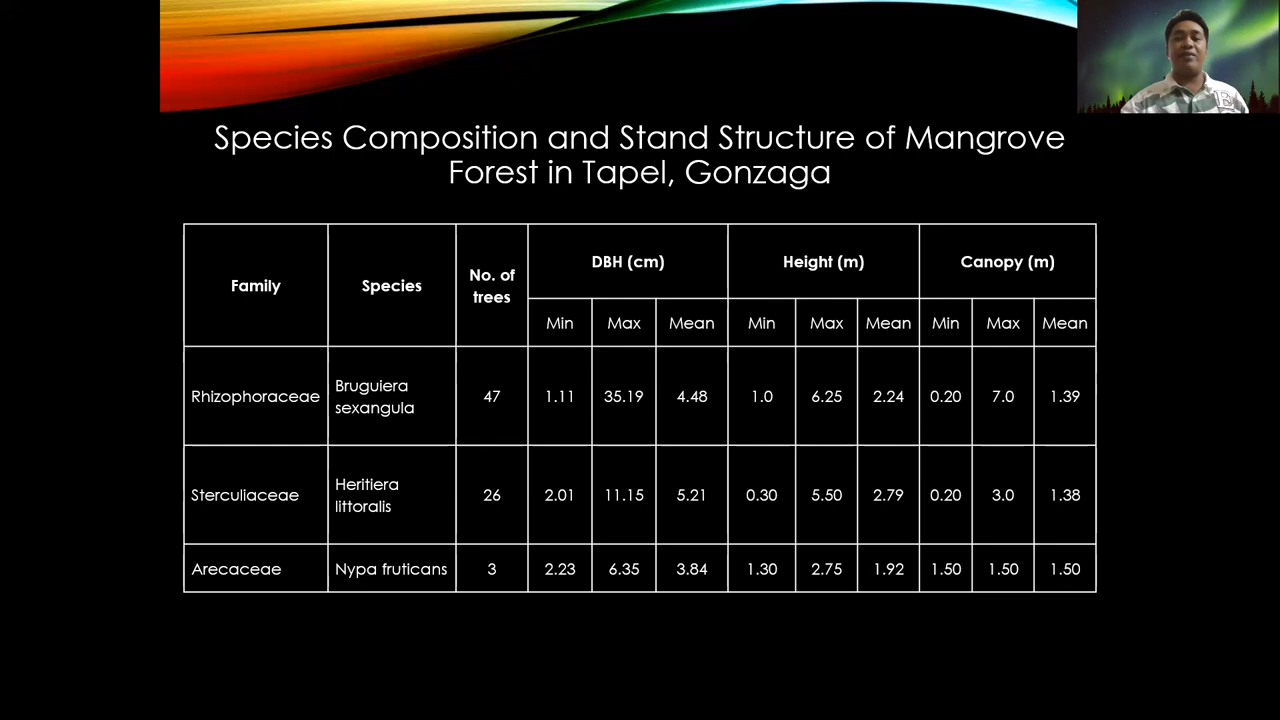 Species Composition and Stand Structure of Mangrove
Forest in Tapel, Gonzaga
Family Species No. of trees DBH (cm) Height (m) Canopy (m)
Min Max Mean Min Max Mean Min Max Mean
Rhizophoraceae Bruguiera sexangula 47 1.11 35.19 4.48 1.0 6.25 2.24 0.20 7.0 1.39
Sterculiaceae Heritiera littoralis 26 2.01 11.15 5.21 0.30 5.50 2.79 0.20 3.0 1.38
Arecaceae Nypa fruticans 3 2.23 6.35 3.84 1.30 2.75 1.92 1.50 1.50 1.50